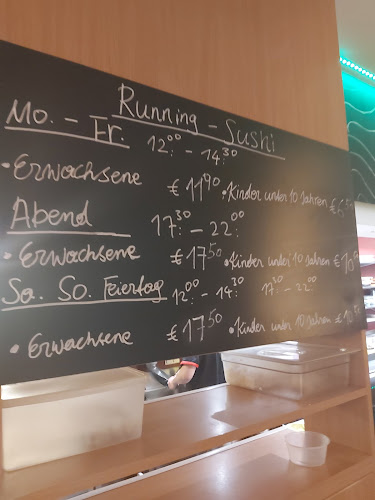 Running - Sushi
Mo. - Fr. 12:00 - 14:30
• Erwachsene € 11,90 • Kinder unter 10 Jahren € 6,50
Abend 17:30 - 22:00
• Erwachsene € 17,50 • Kinder unter 10 Jahren €
Sa. So. Feiertag 12:00 - 14:30 17:30 - 22:00
• Erwachsene € 17,50 • Kinder unter 10 Jahren €